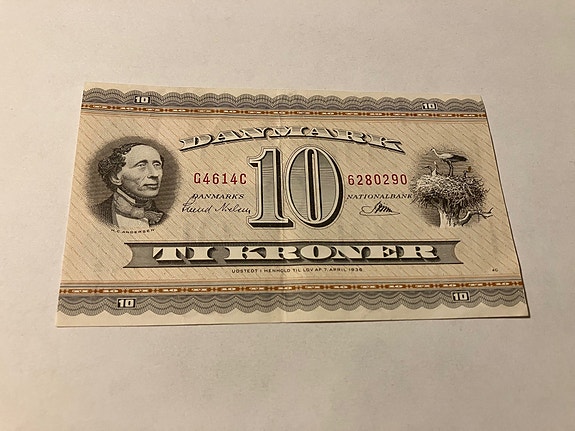 10 10
DANMARK
G4614C 10 6280290
DANMARKS NATIONALBANK
H.C. ANDERSEN
TI KRONER
UDSTEDT I HENHOLD TIL LOV AF 7. APRIL 1936
10 10